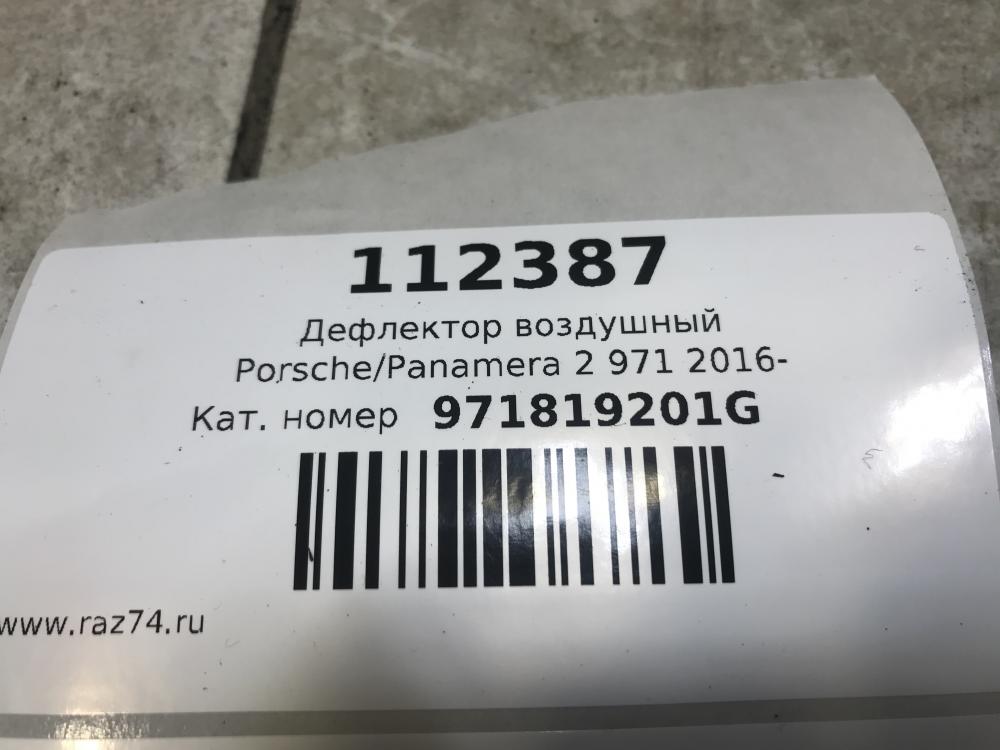 112387
Дефлектор воздушный
Porsche/Panamera 2 971 2016-
Кат. номер 971819201G
www.raz74.ru